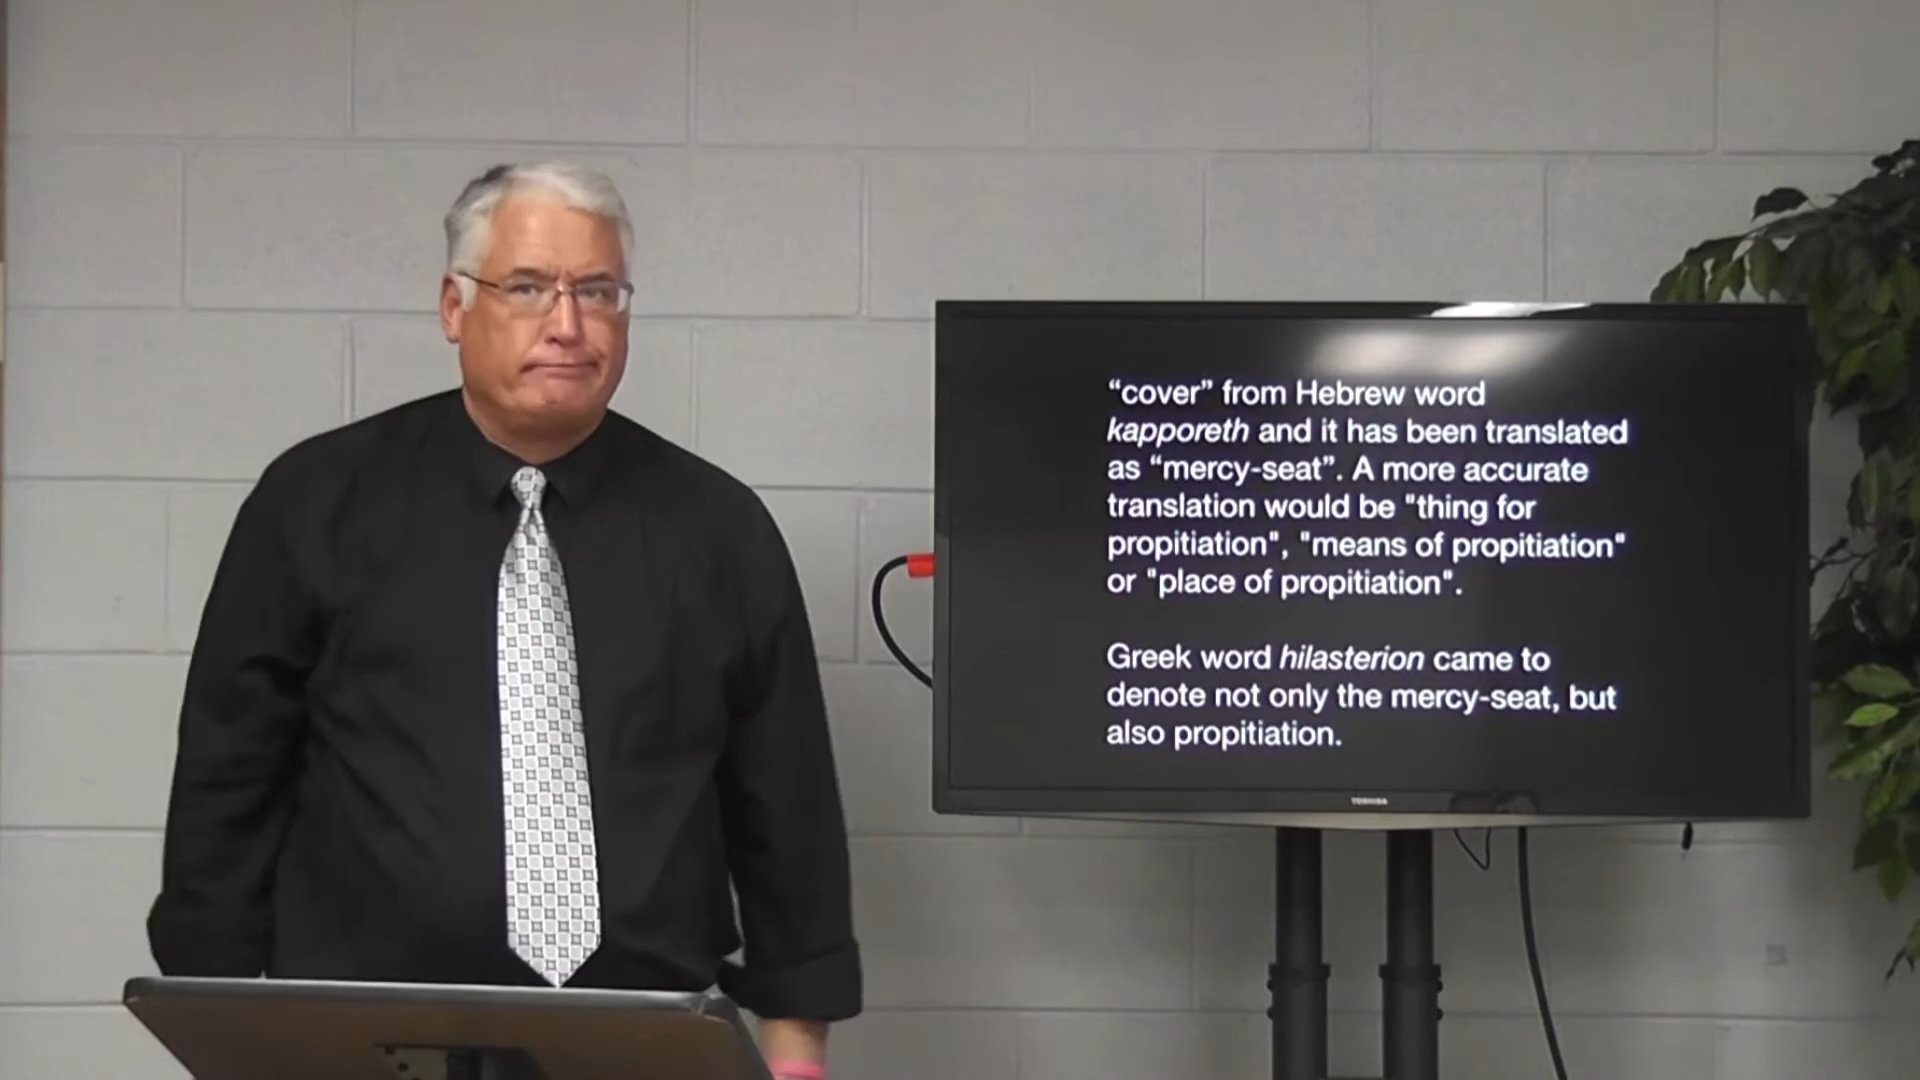 “cover” from Hebrew word
kapporeth and it has been translated
as “mercy-seat”. A more accurate
translation would be "thing for
propitiation", "means of propitiation"
or "place of propitiation".
Greek word hilasterion came to
denote not only the mercy-seat, but
also propitiation.
TOSHIBA